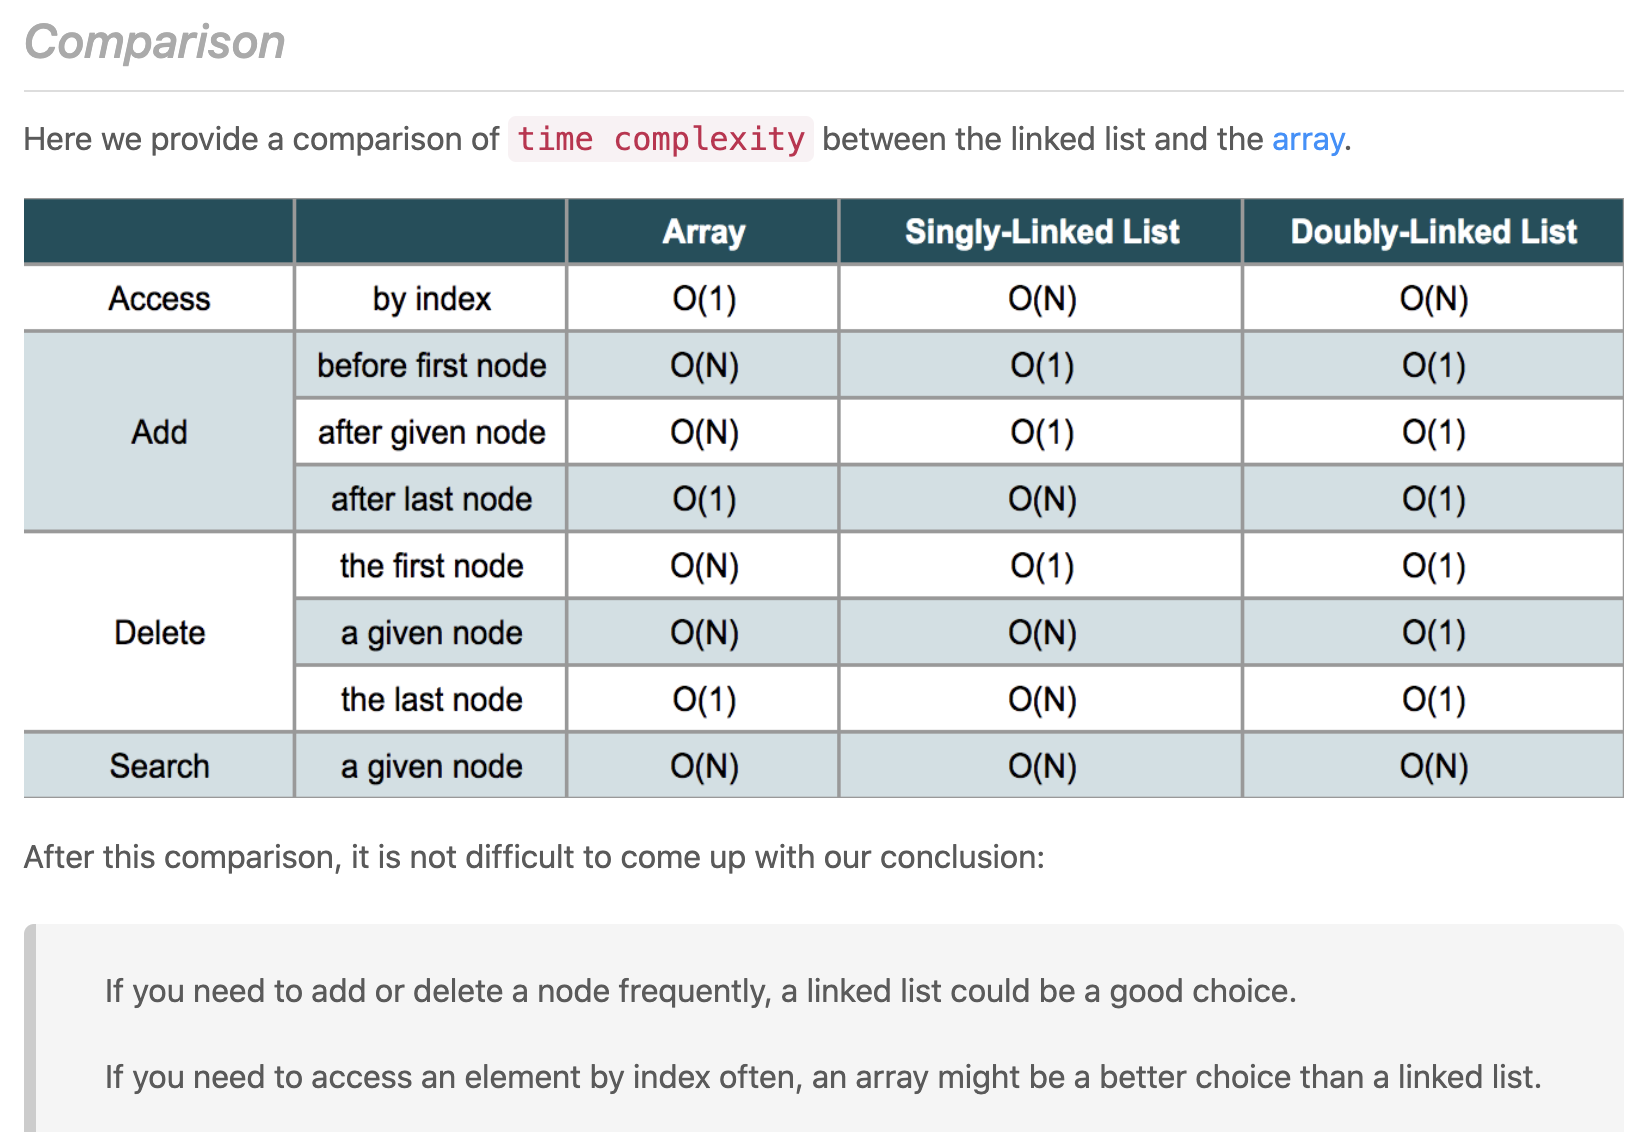 Comparison
Here we provide a comparison of time complexity between the linked list and the array.
Array Singly-Linked List Doubly-Linked List
Access by index O(1) O(N) O(N)
before first node O(N) O(1) O(1)
Add after given node O(N) O(1) O(1)
after last node O(1) O(N) O(1)
the first node O(N) O(1) O(1)
Delete a given node O(N) O(N) O(1)
the last node O(1) O(N) O(1)
Search a given node O(N) O(N) O(N)
After this comparison, it is not difficult to come up with our conclusion:
If you need to add or delete a node frequently, a linked list could be a good choice.
If you need to access an element by index often, an array might be a better choice than a linked list.